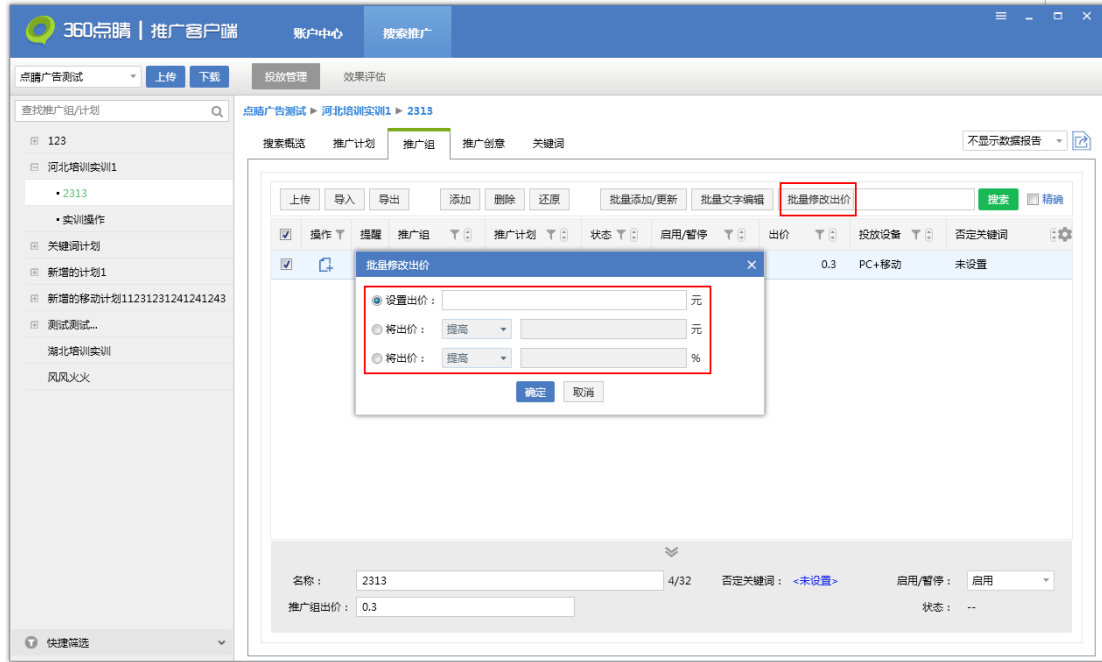 360点睛 | 推广客户端 账户中心 搜索推广
点睛广告测试 上传 下载 投放管理 效果评估
查找推广组/计划 点睛广告测试 ▶ 河北培训实训1 ▶ 2313
123
河北培训实训1
• 2313
• 实训操作
关键词计划
新增的计划1
新增的移动计划11231231241241243
测试测试...
湖北培训实训
风风火火
快捷筛选
搜索概览 推广计划 推广组 推广创意 关键词 不显示数据报告
上传 导入 导出 添加 删除 还原 批量添加/更新 批量文字编辑 批量修改出价 搜索 精确
操作 提醒 推广组 推广计划 状态 启用/暂停 出价 投放设备 否定关键词
0.3 PC+移动 未设置
批量修改出价
设置出价: 元
将出价: 提高 元
将出价: 提高 %
确定 取消
名称: 2313 4/32 否定关键词: <未设置> 启用/暂停: 启用
推广组出价: 0.3 状态: --